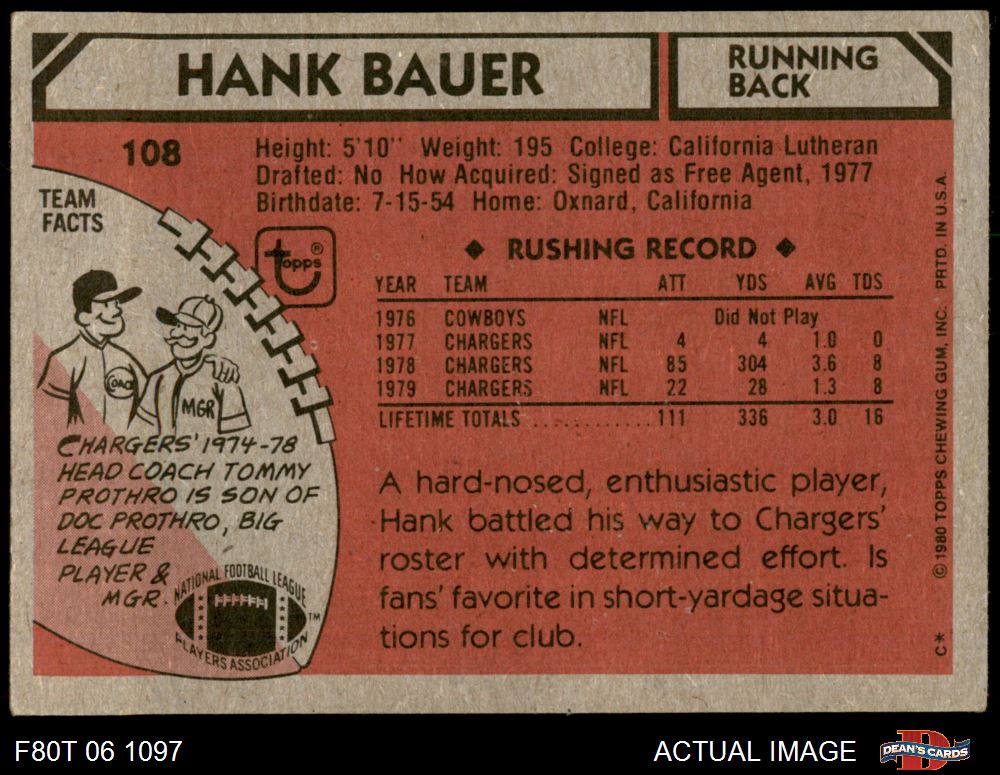 HANK BAUER
RUNNING
BACK
108
Height: 5'10'' Weight: 195 College: California Lutheran
Drafted: No How Acquired: Signed as Free Agent, 1977
Birthdate: 7-15-54 Home: Oxnard, California
TEAM
FACTS
topps®
◆ RUSHING RECORD ◆
YEAR TEAM ATT YDS AVG TDS
1976 COWBOYS NFL Did Not Play
1977 CHARGERS NFL 4 4 1.0 0
1978 CHARGERS NFL 85 304 3.6 8
1979 CHARGERS NFL 22 28 1.3 8
LIFETIME TOTALS ............ 111 336 3.0 16
COACH
MGR
CHARGERS' 1974-78
HEAD COACH TOMMY
PROTHRO IS SON OF
DOC PROTHRO, BIG
LEAGUE
PLAYER &
MGR.
NATIONAL FOOTBALL LEAGUE
PLAYERS ASSOCIATION
TM
A hard-nosed, enthusiastic player,
Hank battled his way to Chargers'
roster with determined effort. Is
fans' favorite in short-yardage situa-
tions for club.
C* © 1980 TOPPS CHEWING GUM, INC. PRTD. IN U.S.A.
F80T 06 1097
ACTUAL IMAGE
DEAN'S CARDS